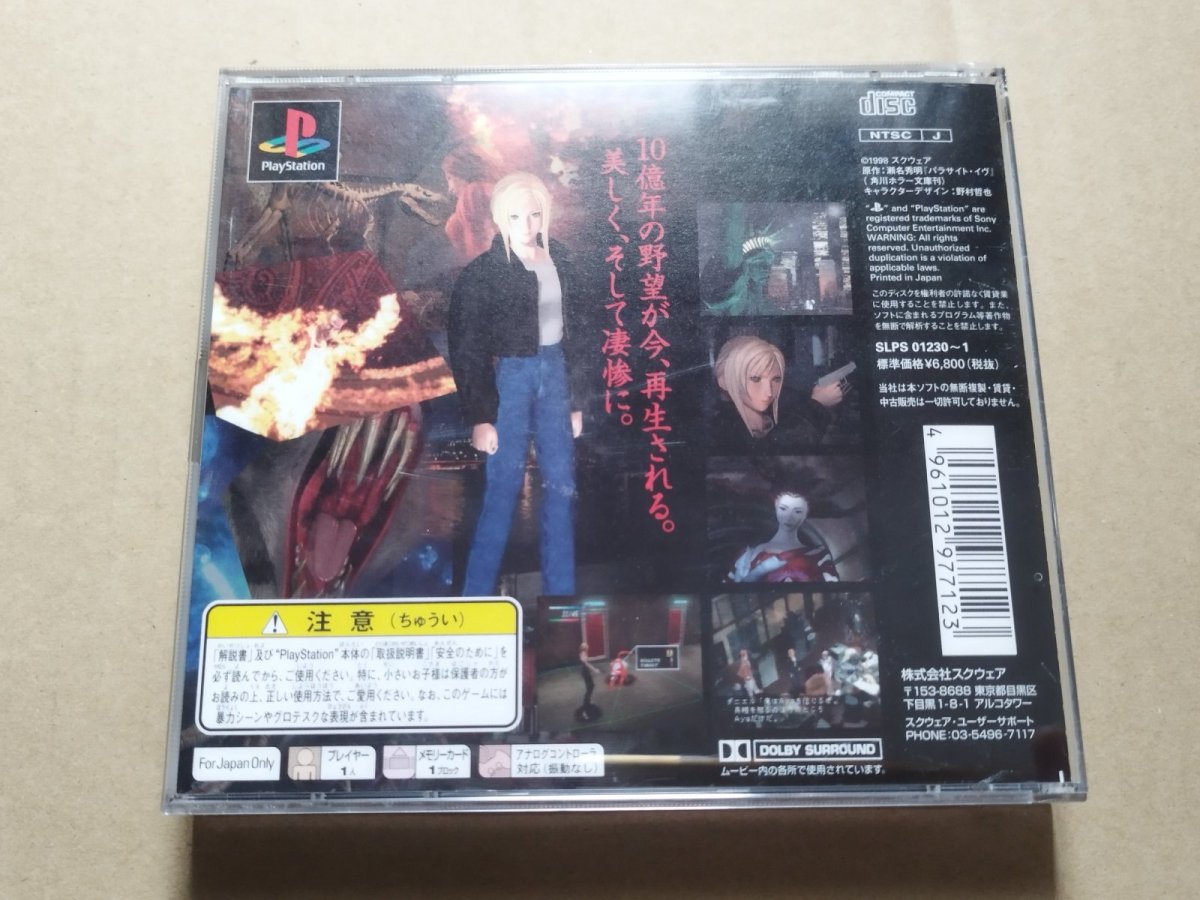 PlayStation
10億年の野望が今、再生される。
美しく、そして凄惨に。
COMPACT
disc
NTSC J
©1998 スクウェア
原作：瀬名秀明『パラサイト・イヴ』
（角川ホラー文庫刊）
キャラクターデザイン：野村哲也
" " and "PlayStation" are
registered trademarks of Sony
Computer Entertainment Inc.
WARNING: All rights
reserved. Unauthorized
duplication is a violation of
applicable laws.
Printed in Japan
このディスクを権利者の許諾なく賃貸業
に使用することを禁止します。また、
ソフトに含まれるプログラム等著作物
を無断で解析することを禁止します。
SLPS 01230〜1
標準価格¥6,800(税抜)
当社は本ソフトの無断複製・賃貸・
中古販売は一切許可しておりません。
4 961012 977123
株式会社スクウェア
〒153-8688 東京都目黒区
下目黒1-8-1 アルコタワー
スクウェア・ユーザーサポート
PHONE: 03-5496-7117
注意（ちゅうい）
「解説書」及び"PlayStation"本体の「取扱説明書」「安全のために」を
必ず読んでから、ご使用ください。特に、小さいお子様は保護者の方が
お読みの上、正しい使用方法で、ご愛用ください。なお、このゲームには
暴力シーンやグロテスクな表現が含まれています。
For Japan Only
プレイヤー
1人
メモリーカード
1ブロック
アナログコントローラ
対応（振動なし）
ダニエル「僕はAyaを信じるぜ。
Ayaだけだ。
DOLBY SURROUND
ムービー内の各所で使用されています。